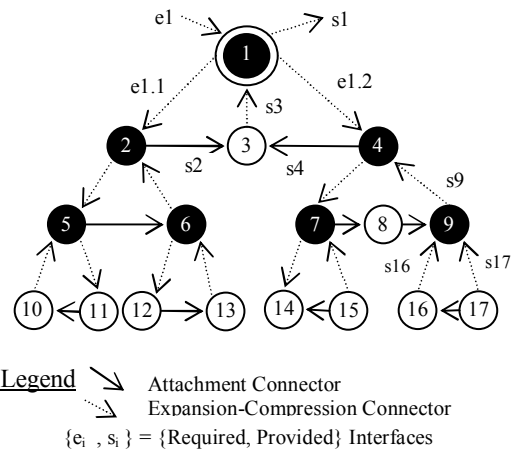 e1
s1
1
e1.1
s3
e1.2
2
s2
3
s4
4
s9
5
6
7
8
9
s16
s17
10
11
12
13
14
15
16
17
Legend
Attachment Connector
Expansion-Compression Connector
{ei , si } = {Required, Provided} Interfaces